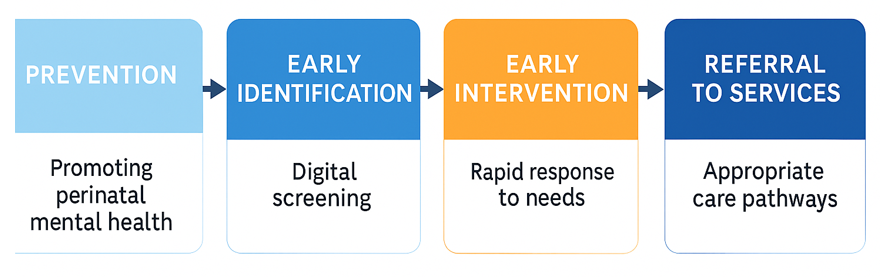 PREVENTION
Promoting
perinatal
mental health
EARLY
IDENTIFICATION
Digital
screening
EARLY
INTERVENTION
Rapid response
to needs
REFERRAL
TO SERVICES
Appropriate
care pathways